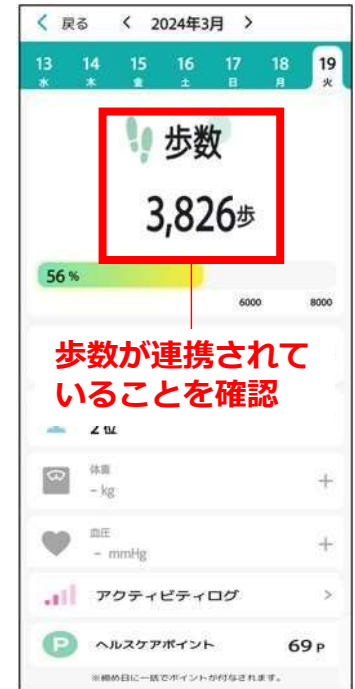 戻る 2024年3月
13 14 15 16 17 18 19
水 木 金 土 日 月 火
歩数
3,826歩
56 %
6000 8000
歩数が連携されて
いることを確認
2位
体重
- kg
血圧
- mmHg
アクティビティログ
P ヘルスケアポイント 69 P
※締め日に一括でポイントが付与されます。